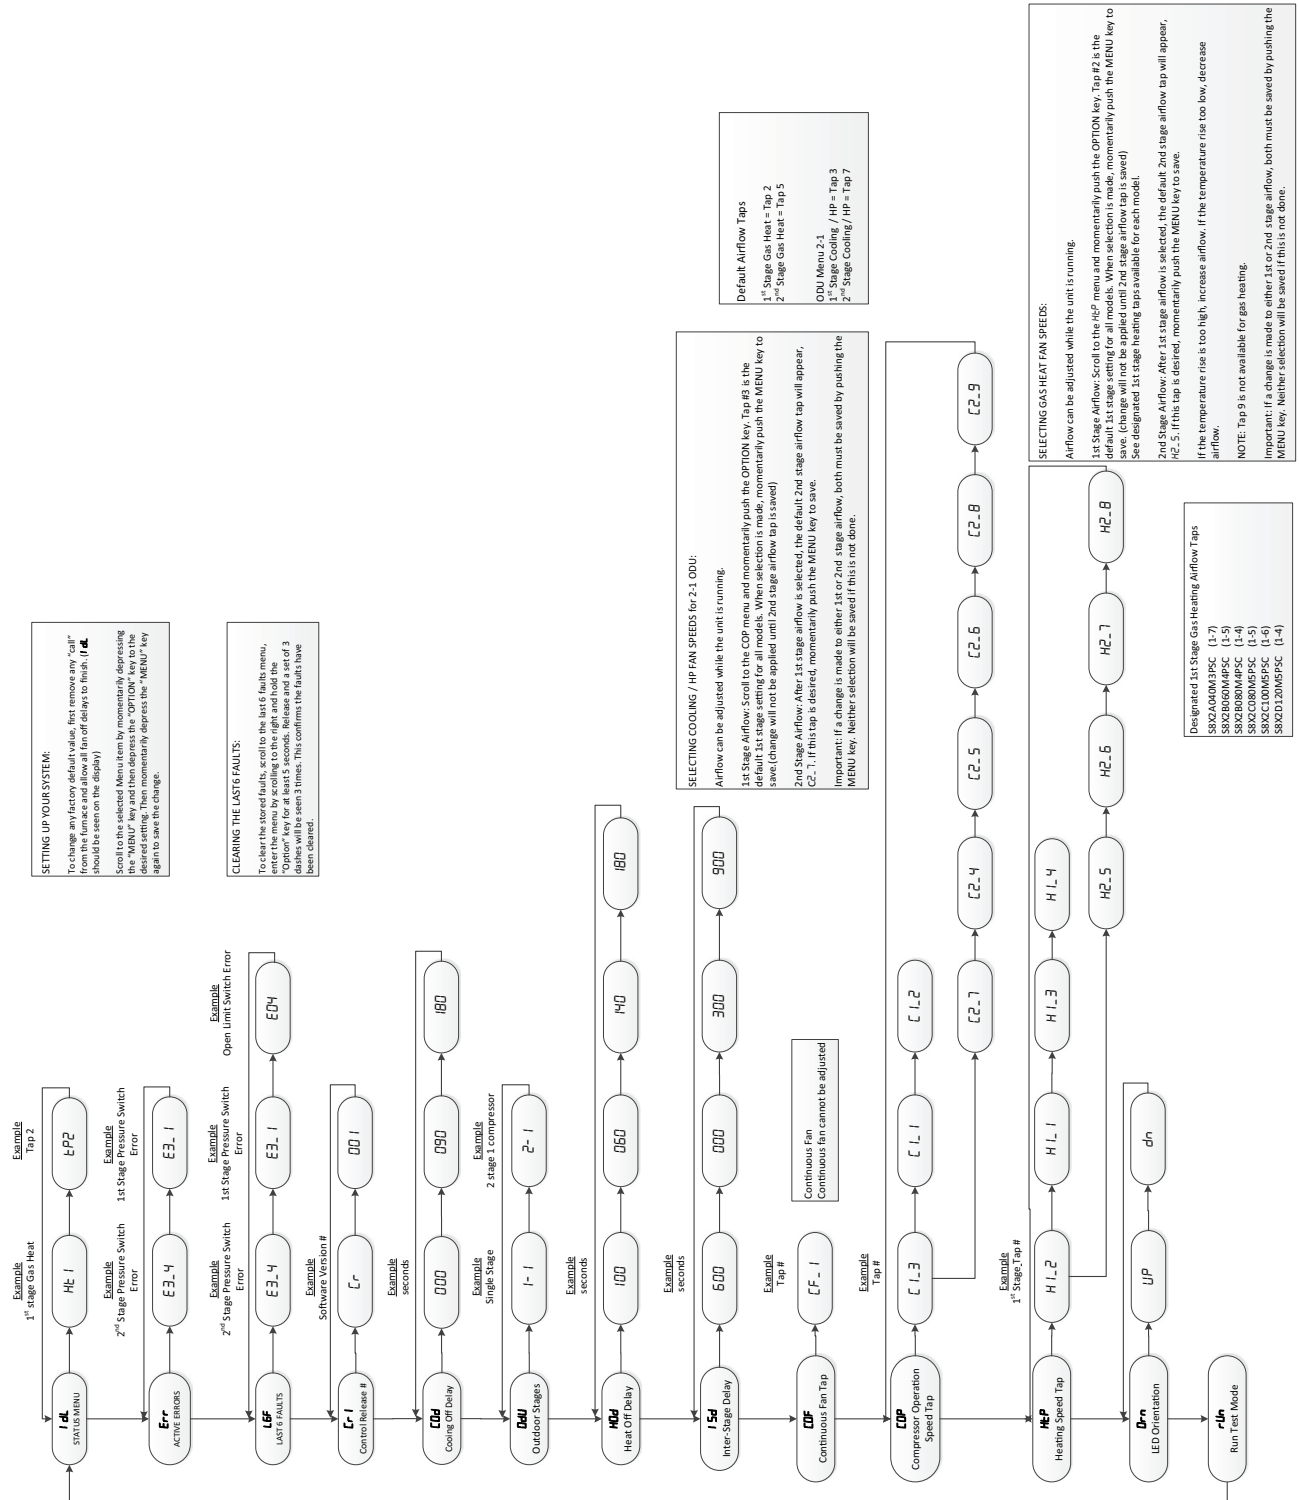 IdL
STATUS MENU
Example
1st stage Gas Heat
Ht 1
Example
Tap 2
tP2
Err
ACTIVE ERRORS
Example
2nd Stage Pressure Switch
Error
E3_4
Example
1st Stage Pressure Switch
Error
E3_1
L6F
LAST 6 FAULTS
Example
2nd Stage Pressure Switch
Error
E3_4
Example
1st Stage Pressure Switch
Error
E3_1
Example
Open Limit Switch Error
E04
Cr1
Control Release #
Example
Software Version #
Cr
001
C0d
Cooing Off Delay
Example
seconds
000
090
180
0dU
Outdoor Stages
Example
Single Stage
1-1
Example
2 stage 1 compressor
2-1
H0d
Heat Off Delay
Example
seconds
100
060
140
180
1Sd
Inter-Stage Delay
Example
seconds
600
000
300
900
C0F
Continuous Fan Tap
Example
Tap #
CF_1
Continuous Fan
Continuous fan cannot be adjusted
C0P
Compressor Operation
Speed Tap
Example
Tap #
C1_3
C1_1
C1_2
C2_7
C2_4
C2_5
C2_6
C2_8
C2_9
HtP
Heating Speed Tap
Example
1st Stage Tap #
H1_2
H1_1
H1_3
H1_4
H2_5
H2_6
H2_7
H2_8
0rn
LED Orientation
UP
dn
rUn
Run Test Mode
SETTING UP YOUR SYSTEM:
To change any factory default value, first remove any "call"
from the furnace and allow all fan off delays to finish. (IdL
should be seen on the display)
Scroll to the selected Menu item by momentarily depressing
the "MENU" key and then depress the "OPTION" key to the
desired setting. Then momentarily depress the "MENU" key
again to save the change.
CLEARING THE LAST 6 FAULTS:
To clear the stored faults, scroll to the last 6 faults menu,
enter the menu by scrolling to the right and hold the
"Option" key for at least 5 seconds. Release and a set of 3
dashes will be seen 3 times. This confirms the faults have
been cleared.
SELECTING COOLING / HP FAN SPEEDS for 2-1 ODU:
Airflow can be adjusted while the unit is running.
1st Stage Airflow: Scroll to the COP menu and momentarily push the OPTION key. Tap #3 is the
default 1st stage setting for all models. When selection is made, momentarily push the MENU key to
save.(change will not be applied until 2nd stage airflow tap is saved)
2nd Stage Airflow: After 1st stage airflow is selected, the default 2nd stage airflow tap will appear,
C2_7. If this tap is desired, momentarily push the MENU key to save.
Important: If a change is made to either 1st or 2nd stage airflow, both must be saved by pushing the
MENU key. Neither selection will be saved if this is not done.
Default Airflow Taps
1st Stage Gas Heat = Tap 2
2nd Stage Gas Heat = Tap 5
ODU Menu 2-1
1st Stage Cooling / HP = Tap 3
2nd Stage Cooling / HP = Tap 7
Designated 1st Stage Gas Heating Airflow Taps
S8X2A040M3PSC (1-7)
S8X2B060M4PSC (1-5)
S8X2B080M4PSC (1-4)
S8X2C080M5PSC (1-5)
S8X2C100M5PSC (1-6)
S8X2D120M5PSC (1-4)
SELECTING GAS HEAT FAN SPEEDS:
Airflow can be adjusted while the unit is running.
1st Stage Airflow: Scroll to the HtP menu and momentarily push the OPTION key. Tap #2 is the
default 1st stage setting for all models. When selection is made, momentarily push the MENU key to
save. (change will not be applied until 2nd stage airflow tap is saved)
See designated 1st stage heating taps available for each model.
2nd Stage Airflow: After 1st stage airflow is selected, the default 2nd stage airflow tap will appear,
H2_5. If this tap is desired, momentarily push the MENU key to save.
If the temperature rise is too high, increase airflow. If the temperature rise too low, decrease
airflow.
NOTE: Tap 9 is not available for gas heating.
Important: If a change is made to either 1st or 2nd stage airflow, both must be saved by pushing the
MENU key. Neither selection will be saved if this is not done.